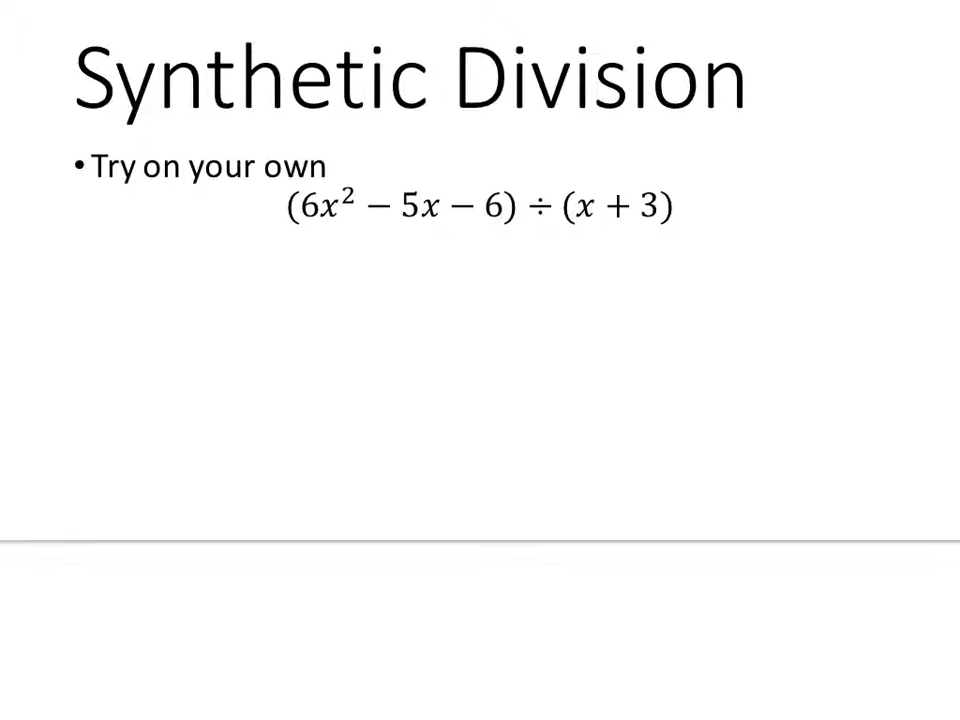 Synthetic Division
• Try on your own
(6x² − 5x − 6) ÷ (x + 3)